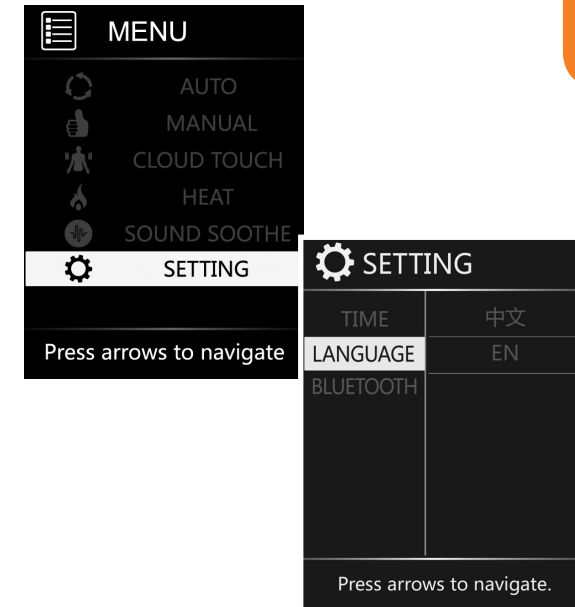 MENU
AUTO
MANUAL
CLOUD TOUCH
HEAT
SOUND SOOTHE
SETTING
Press arrows to navigate
SETTING
TIME
LANGUAGE
BLUETOOTH
中文
EN
Press arrows to navigate.